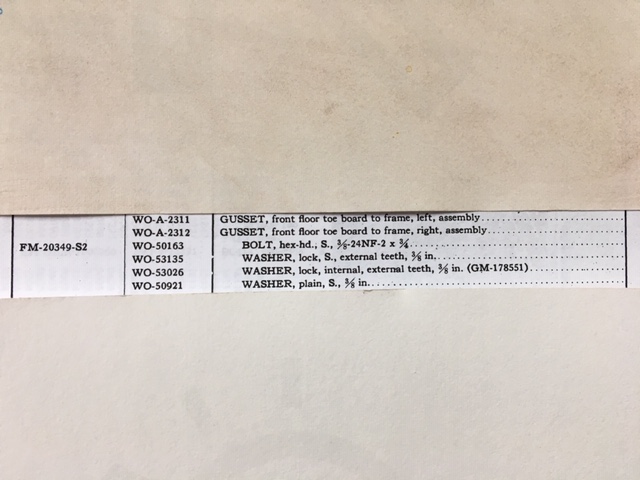 WO-A-2311 GUSSET, front floor toe board to frame, left, assembly
WO-A-2312 GUSSET, front floor toe board to frame, right, assembly
FM-20349-S2 WO-50163 BOLT, hex-hd., S., 3/8-24NF-2 x 3/4
WO-53135 WASHER, lock, S., external teeth, 3/8 in.
WO-53026 WASHER, lock, internal, external teeth, 3/8 in. (GM-178551)
WO-50921 WASHER, plain, S., 3/8 in.